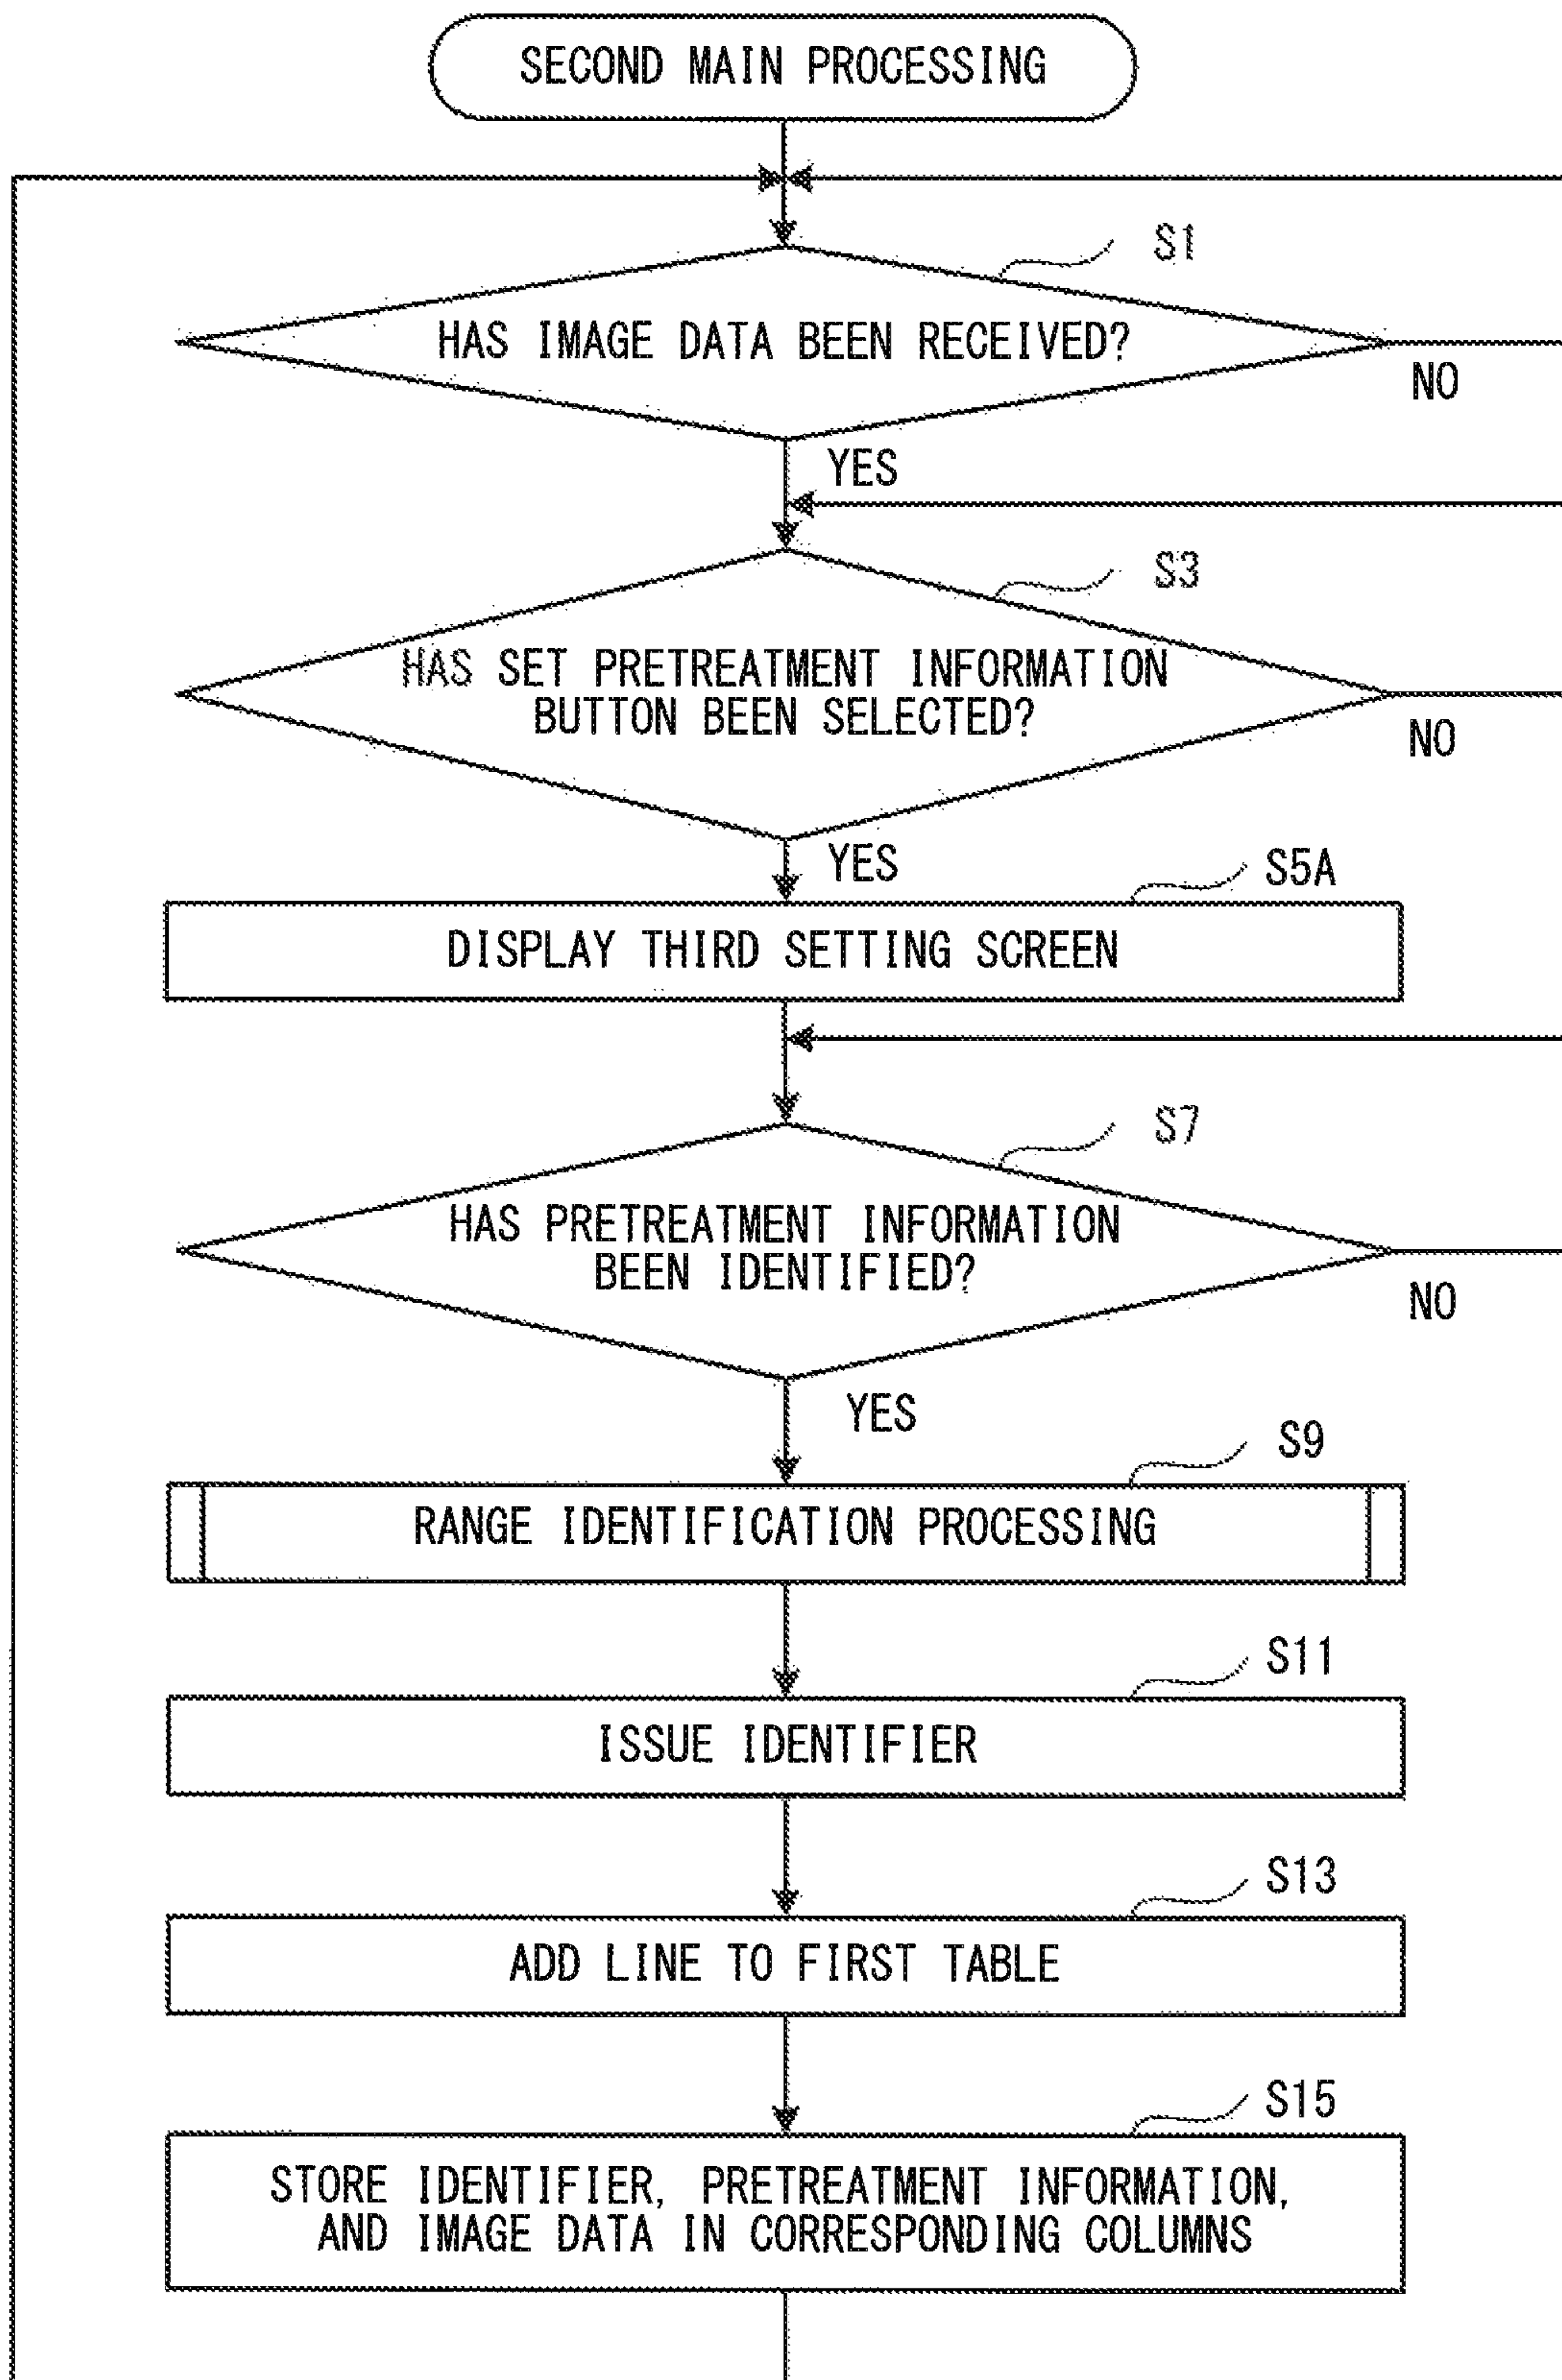 SECOND MAIN PROCESSING
S1
HAS IMAGE DATA BEEN RECEIVED?
NO
YES
S3
HAS SET PRETREATMENT INFORMATION
BUTTON BEEN SELECTED?
NO
YES
S5A
DISPLAY THIRD SETTING SCREEN
S7
HAS PRETREATMENT INFORMATION
BEEN IDENTIFIED?
NO
YES
S9
RANGE IDENTIFICATION PROCESSING
S11
ISSUE IDENTIFIER
S13
ADD LINE TO FIRST TABLE
S15
STORE IDENTIFIER, PRETREATMENT INFORMATION,
AND IMAGE DATA IN CORRESPONDING COLUMNS